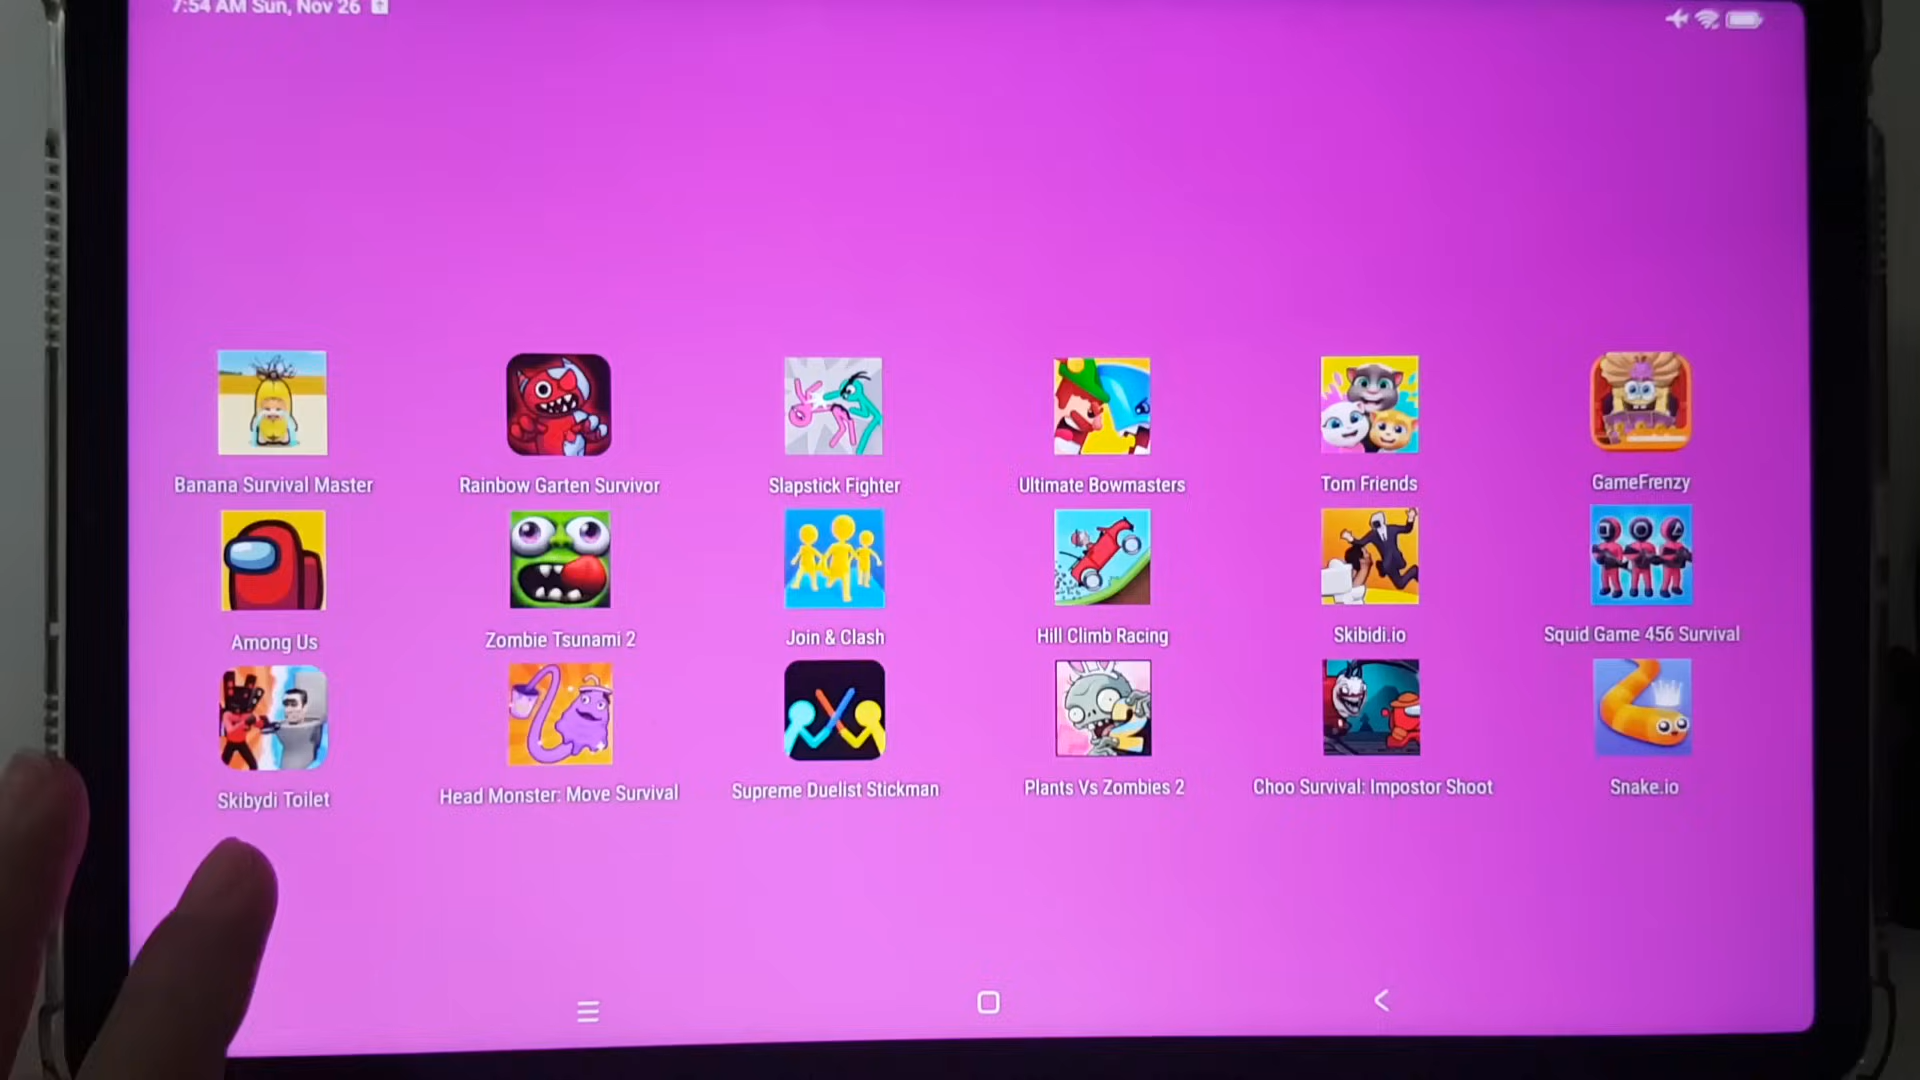 7:54 AM Sun, Nov 26
Banana Survival Master
Rainbow Garten Survivor
Slapstick Fighter
Ultimate Bowmasters
Tom Friends
GameFrenzy
Among Us
Zombie Tsunami 2
Join & Clash
Hill Climb Racing
Skibidi.io
Squid Game 456 Survival
Skibydi Toilet
Head Monster: Move Survival
Supreme Duelist Stickman
Plants Vs Zombies 2
Choo Survival: Impostor Shoot
Snake.io